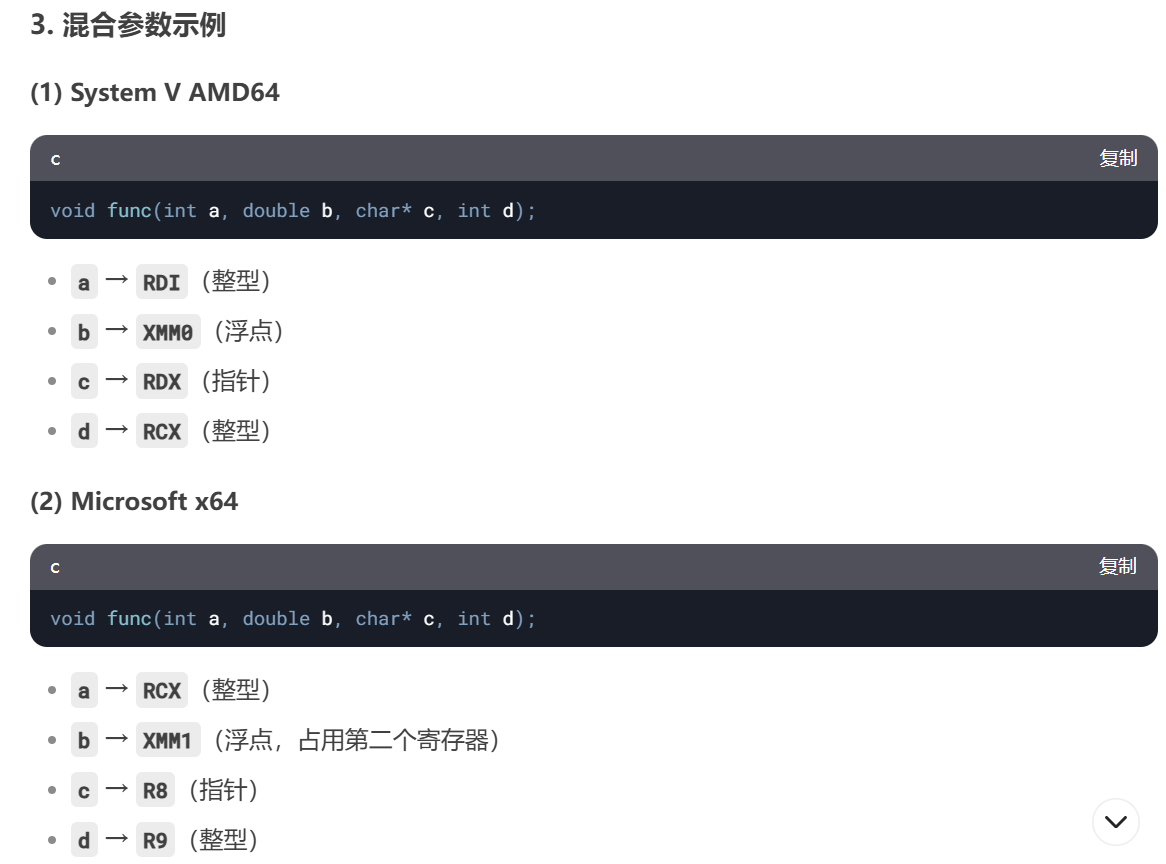 3. 混合参数示例
(1) System V AMD64
c 复制
void func(int a, double b, char* c, int d);
• a → RDI（整型）
• b → XMM0（浮点）
• c → RDX（指针）
• d → RCX（整型）
(2) Microsoft x64
c 复制
void func(int a, double b, char* c, int d);
• a → RCX（整型）
• b → XMM1（浮点，占用第二个寄存器）
• c → R8（指针）
• d → R9（整型）